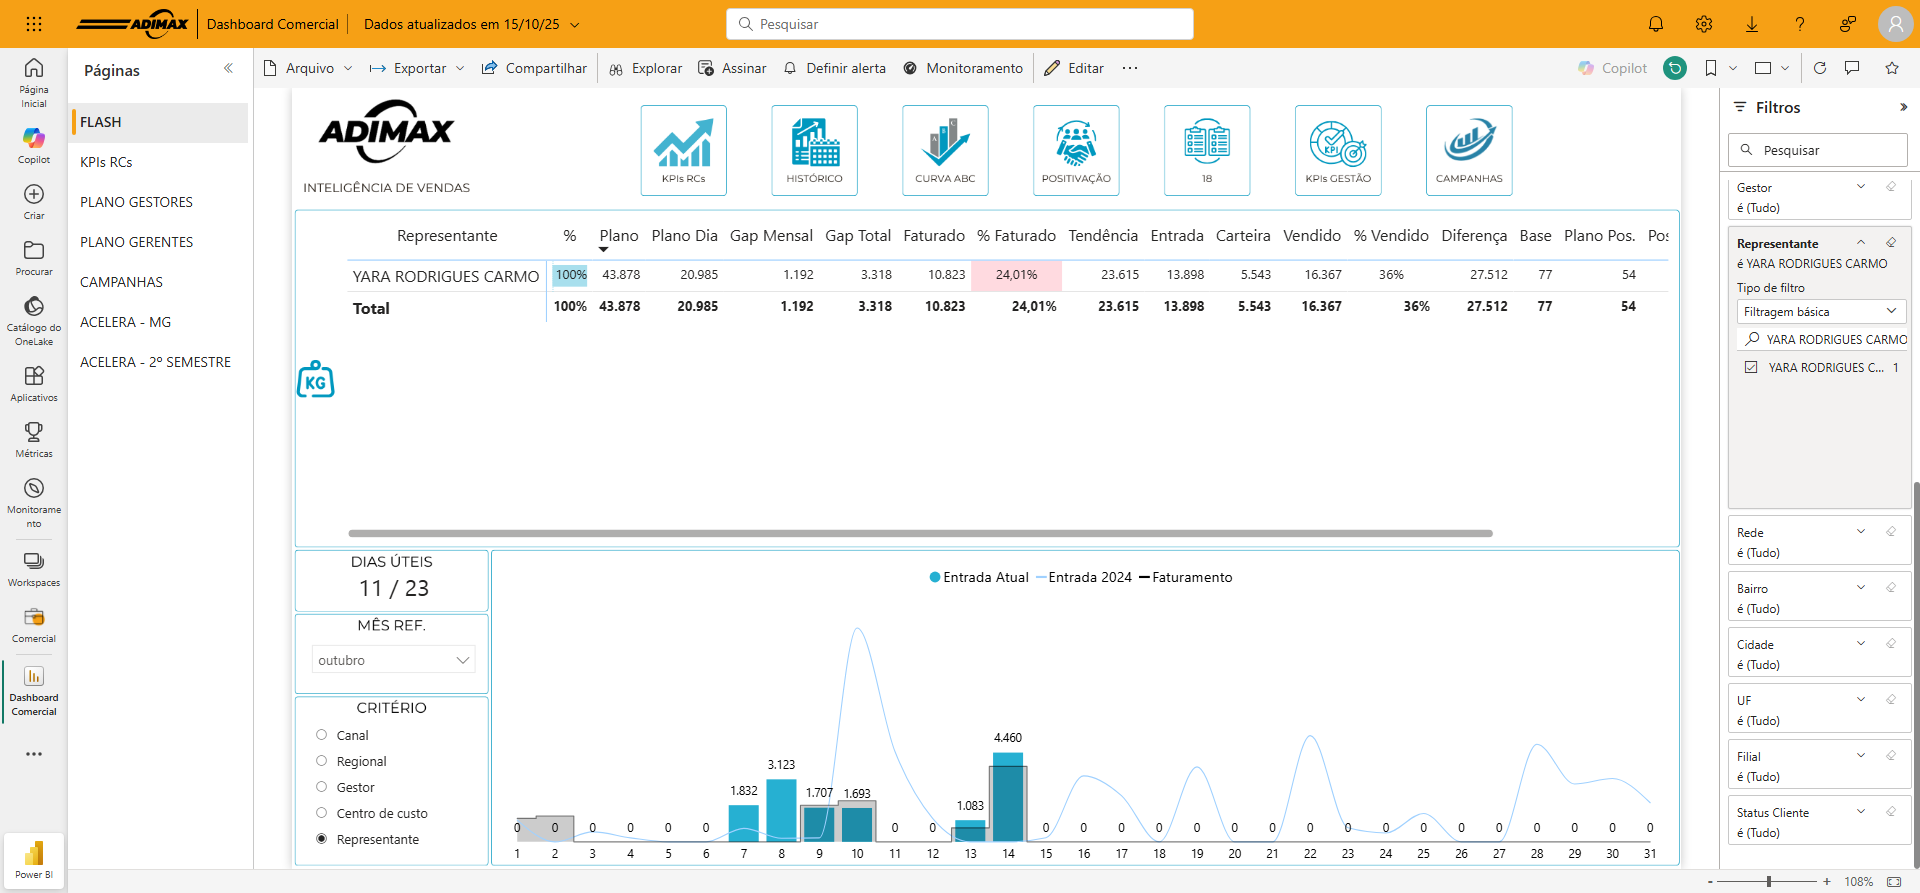 ADIMAX
Dashboard Comercial
Dados atualizados em 15/10/25
Pesquisar
Página Inicial
Copilot
Criar
Procurar
Catálogo do OneLake
Aplicativos
Métricas
Monitoramento
Workspaces
Comercial
Dashboard Comercial
Power BI
Páginas
FLASH
KPIs RCs
PLANO GESTORES
PLANO GERENTES
CAMPANHAS
ACELERA - MG
ACELERA - 2º SEMESTRE
Arquivo
Exportar
Compartilhar
Explorar
Assinar
Definir alerta
Monitoramento
Editar
Copilot
ADIMAX
INTELIGÊNCIA DE VENDAS
KPIs RCs
HISTÓRICO
A B C
CURVA ABC
POSITIVAÇÃO
18
KPI
KPIs GESTÃO
CAMPANHAS
Representante % Plano Plano Dia Gap Mensal Gap Total Faturado % Faturado Tendência Entrada Carteira Vendido % Vendido Diferença Base Plano Pos. Pos
YARA RODRIGUES CARMO 100% 43.878 20.985 1.192 3.318 10.823 24,01% 23.615 13.898 5.543 16.367 36% 27.512 77 54
Total 100% 43.878 20.985 1.192 3.318 10.823 24,01% 23.615 13.898 5.543 16.367 36% 27.512 77 54
KG
DIAS ÚTEIS
11 / 23
MÊS REF.
outubro
CRITÉRIO
Canal
Regional
Gestor
Centro de custo
Representante
Entrada Atual Entrada 2024 Faturamento
0 0 0 0 0 0 1.832 3.123 1.707 1.693 0 0 1.083 4.460 0 0 0 0 0 0 0 0 0 0 0 0 0 0 0 0 0
1 2 3 4 5 6 7 8 9 10 11 12 13 14 15 16 17 18 19 20 21 22 23 24 25 26 27 28 29 30 31
Filtros
Pesquisar
Gestor
é (Tudo)
Representante
é YARA RODRIGUES CARMO
Tipo de filtro
Filtragem básica
YARA RODRIGUES CARMO
YARA RODRIGUES C... 1
Rede
é (Tudo)
Bairro
é (Tudo)
Cidade
é (Tudo)
UF
é (Tudo)
Filial
é (Tudo)
Status Cliente
é (Tudo)
- + 108%